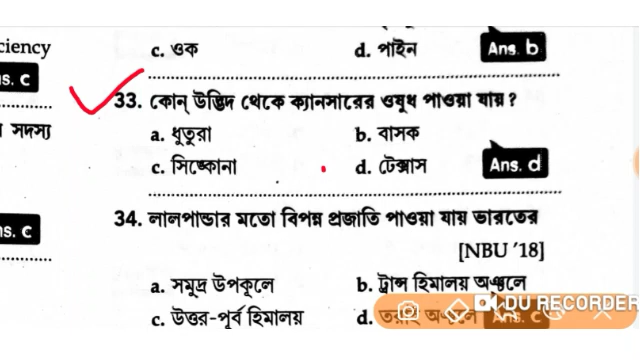 ciency
c. ওক d. পাইন Ans. b
s. c
33. কোন্ উদ্ভিদ থেকে ক্যানসারের ওষুধ পাওয়া যায়?
সদস্য
a. ধুতুরা b. বাসক
c. সিঙ্কোনা d. টেক্সাস Ans. d
34. লালপান্ডার মতো বিপন্ন প্রজাতি পাওয়া যায় ভারতের
s. c
[NBU '18]
a. সমুদ্র উপকূলে b. ট্রান্স হিমালয় অঞ্চলে
c. উত্তর-পূর্ব হিমালয় d. Ans. c
DU RECORDER